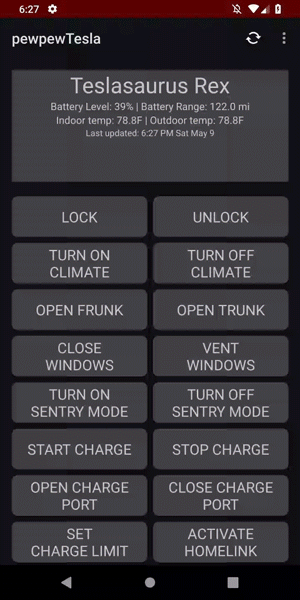 6:27
pewpewTesla
Teslasaurus Rex
Battery Level: 39% | Battery Range: 122.0 mi
Indoor temp: 78.8F | Outdoor temp: 78.8F
Last updated: 6:27 PM Sat May 9
LOCK
UNLOCK
TURN ON
CLIMATE
TURN OFF
CLIMATE
OPEN FRUNK
OPEN TRUNK
CLOSE
WINDOWS
VENT
WINDOWS
TURN ON
SENTRY MODE
TURN OFF
SENTRY MODE
START CHARGE
STOP CHARGE
OPEN CHARGE
PORT
CLOSE CHARGE
PORT
SET
CHARGE LIMIT
ACTIVATE
HOMELINK